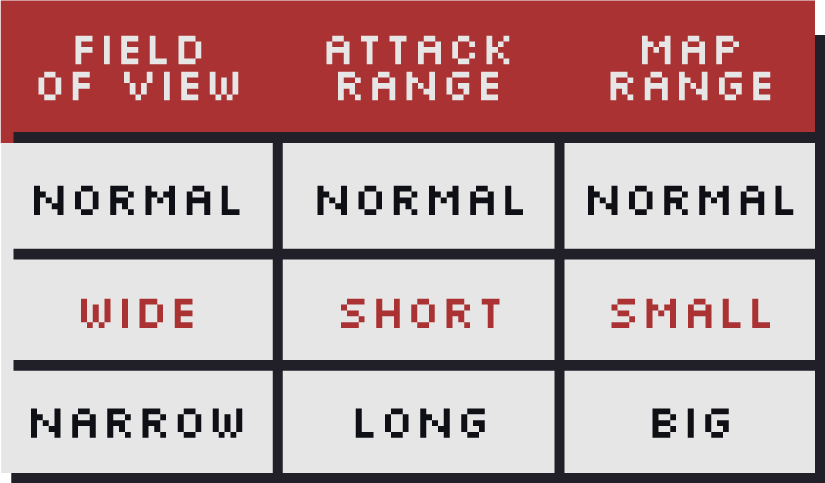 FIELD OF VIEW ATTACK RANGE MAP RANGE
NORMAL NORMAL NORMAL
WIDE SHORT SMALL
NARROW LONG BIG